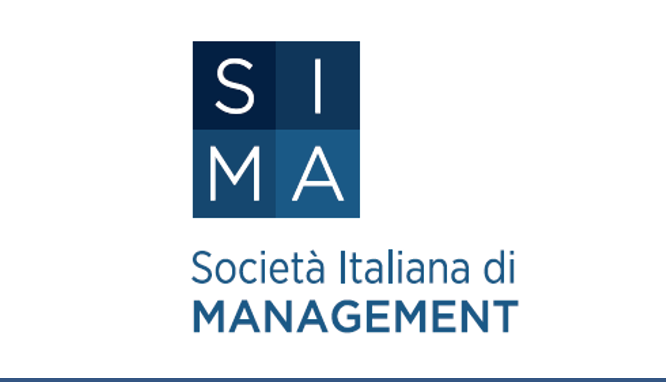 SI
MA
Società Italiana di
MANAGEMENT